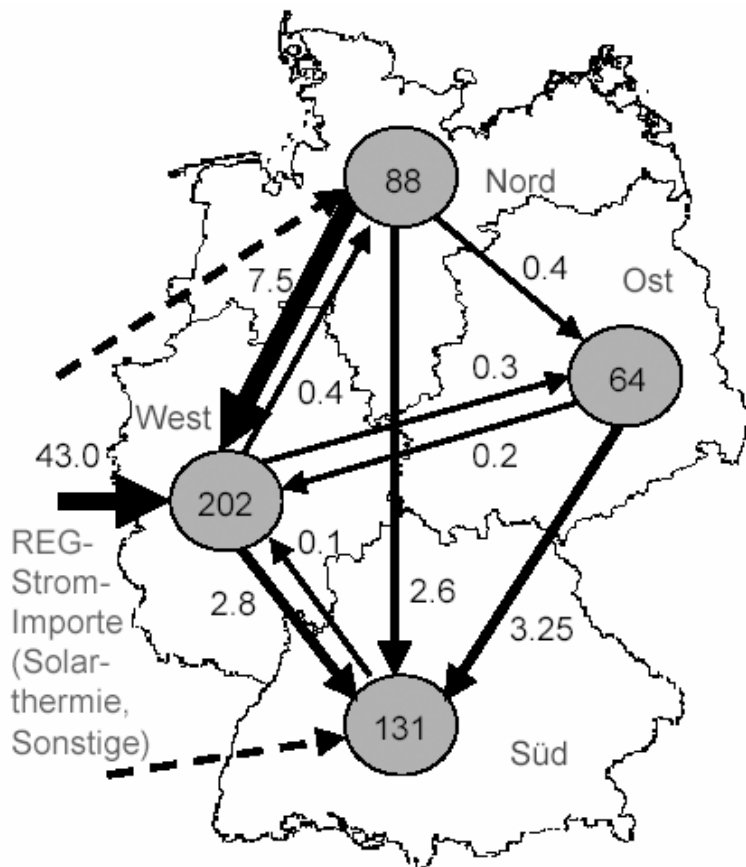 88
Nord
0.4
Ost
7.5
0.3
64
0.4
West
43.0
0.2
202
REG-
Strom-
Importe
(Solar-
thermie,
Sonstige)
0.1
2.8
2.6
3.25
131
Süd